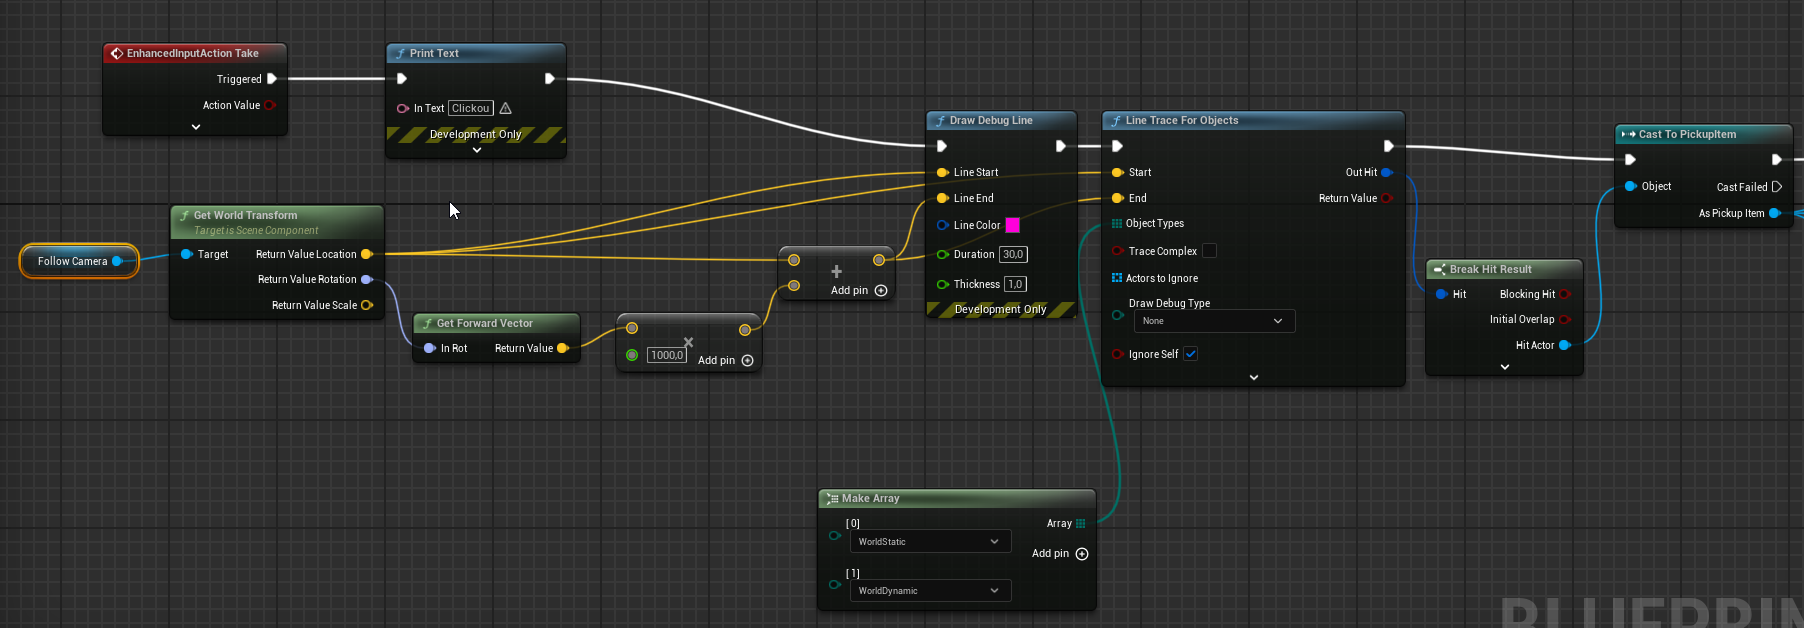 EnhancedInputAction Take
Triggered
Action Value
Print Text
In Text Clickou
Development Only
Get World Transform
Target is Scene Component
Target
Return Value Location
Return Value Rotation
Return Value Scale
Follow Camera
Get Forward Vector
In Rot
Return Value
1000,0
Add pin
Add pin
Draw Debug Line
Line Start
Line End
Line Color
Duration 30,0
Thickness 1,0
Development Only
Line Trace For Objects
Start
Out Hit
End
Return Value
Object Types
Trace Complex
Actors to Ignore
Draw Debug Type
None
Ignore Self
Cast To PickupItem
Object
Cast Failed
As Pickup Item
Break Hit Result
Hit
Blocking Hit
Initial Overlap
Hit Actor
Make Array
[0]
Array
WorldStatic
Add pin
[1]
WorldDynamic
BLUEPRIN